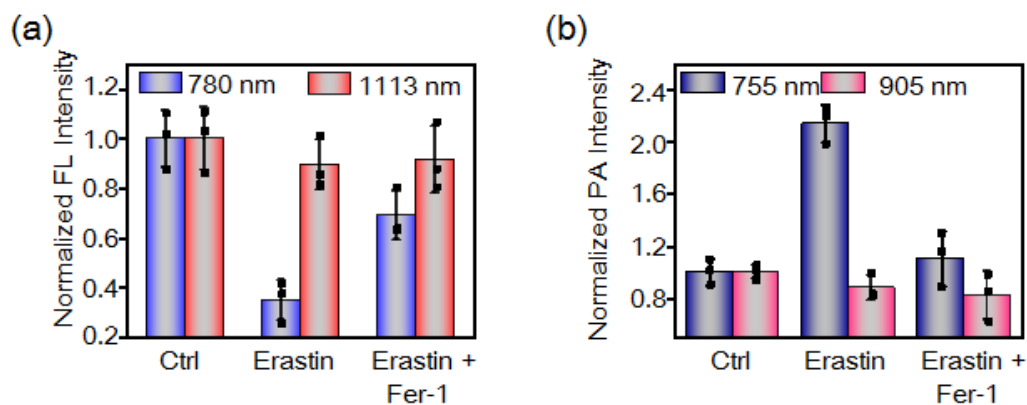 (a)
780 nm
1113 nm
Normalized FL Intensity
1.2
1.0
0.8
0.6
0.4
0.2
Ctrl
Erastin
Erastin +
Fer-1
(b)
755 nm
905 nm
Normalized PA Intensity
2.4
2.0
1.6
1.2
0.8
Ctrl
Erastin
Erastin +
Fer-1